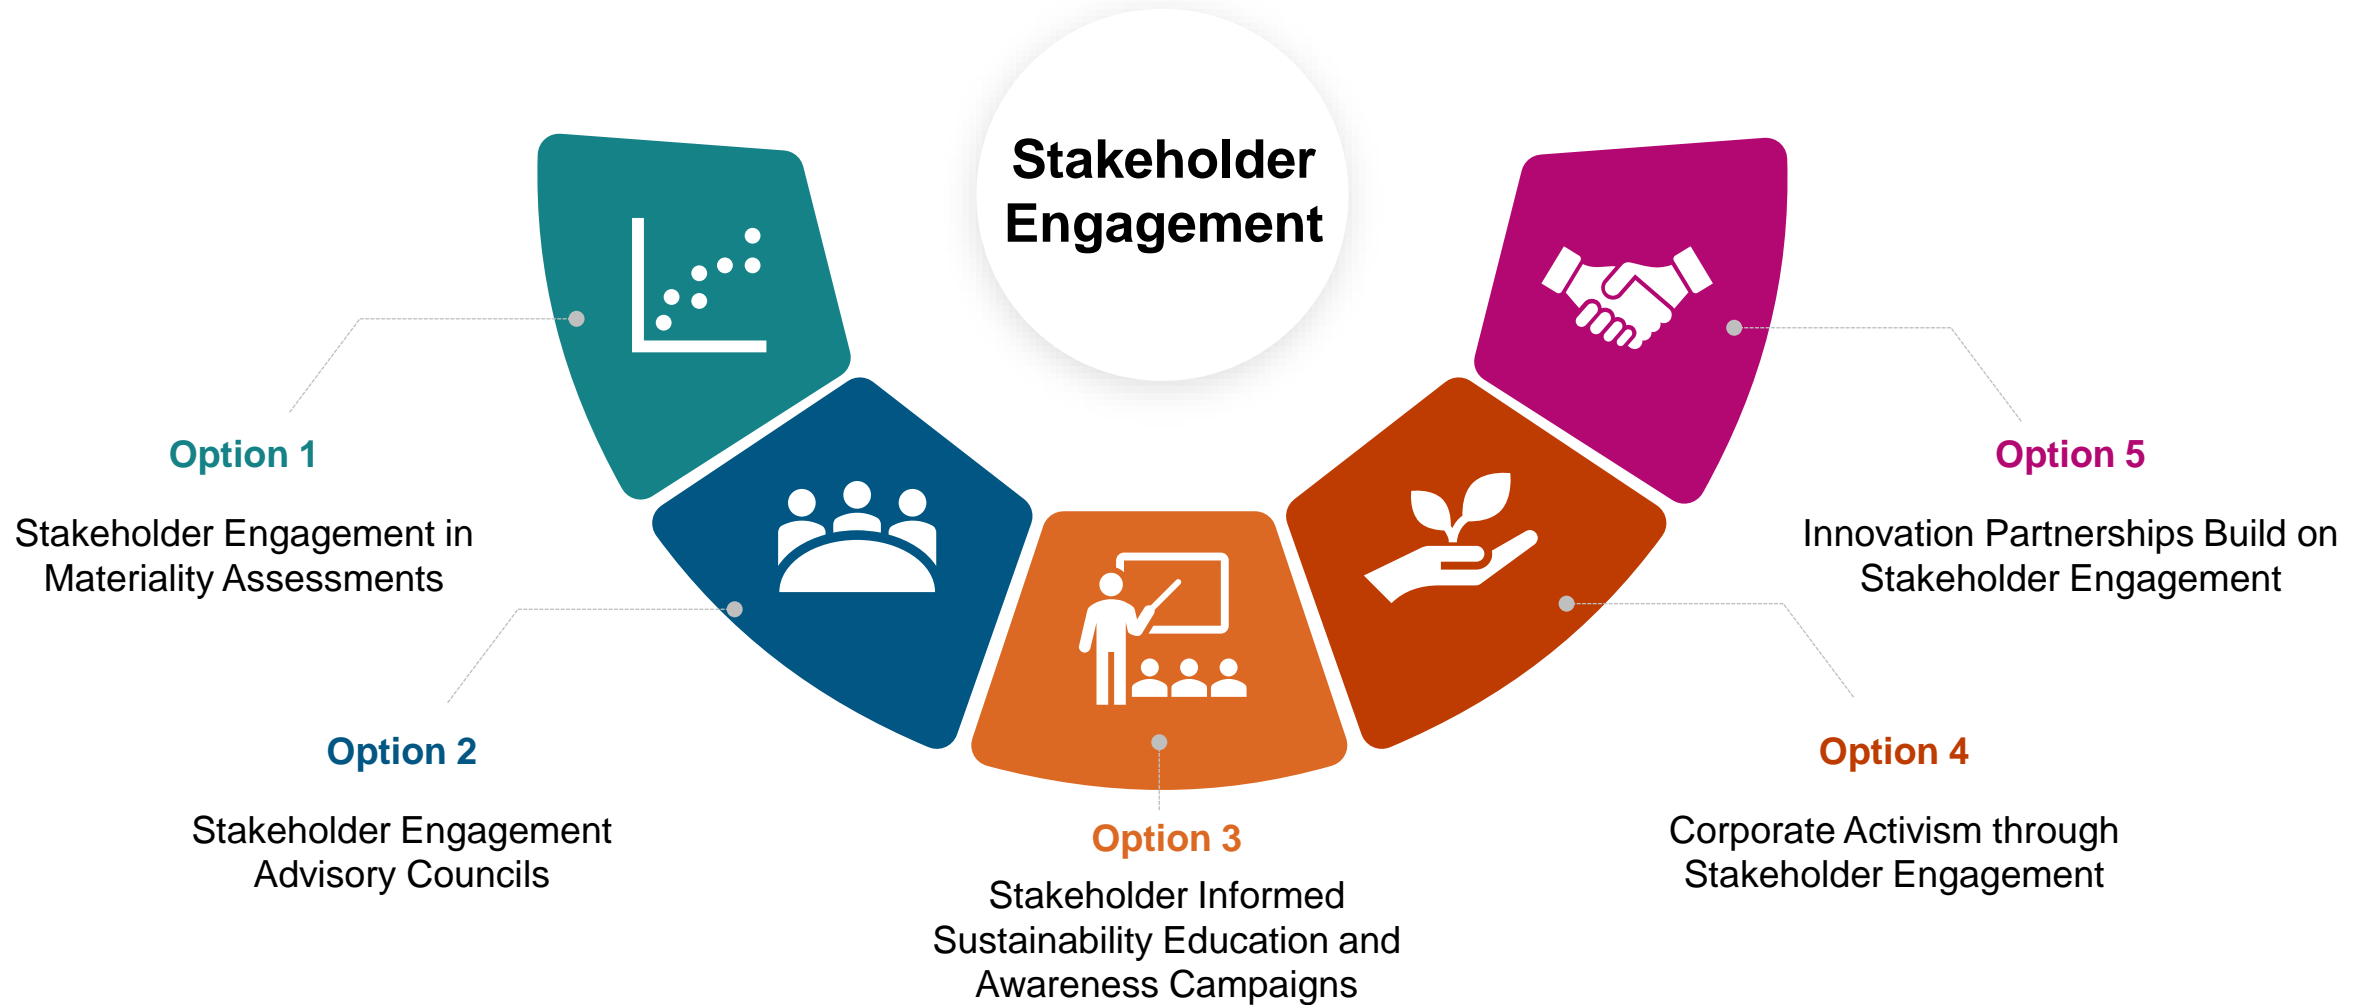 Stakeholder
Engagement
Option 1
Stakeholder Engagement in
Materiality Assessments
Option 2
Stakeholder Engagement
Advisory Councils
Option 3
Stakeholder Informed
Sustainability Education and
Awareness Campaigns
Option 4
Corporate Activism through
Stakeholder Engagement
Option 5
Innovation Partnerships Build on
Stakeholder Engagement